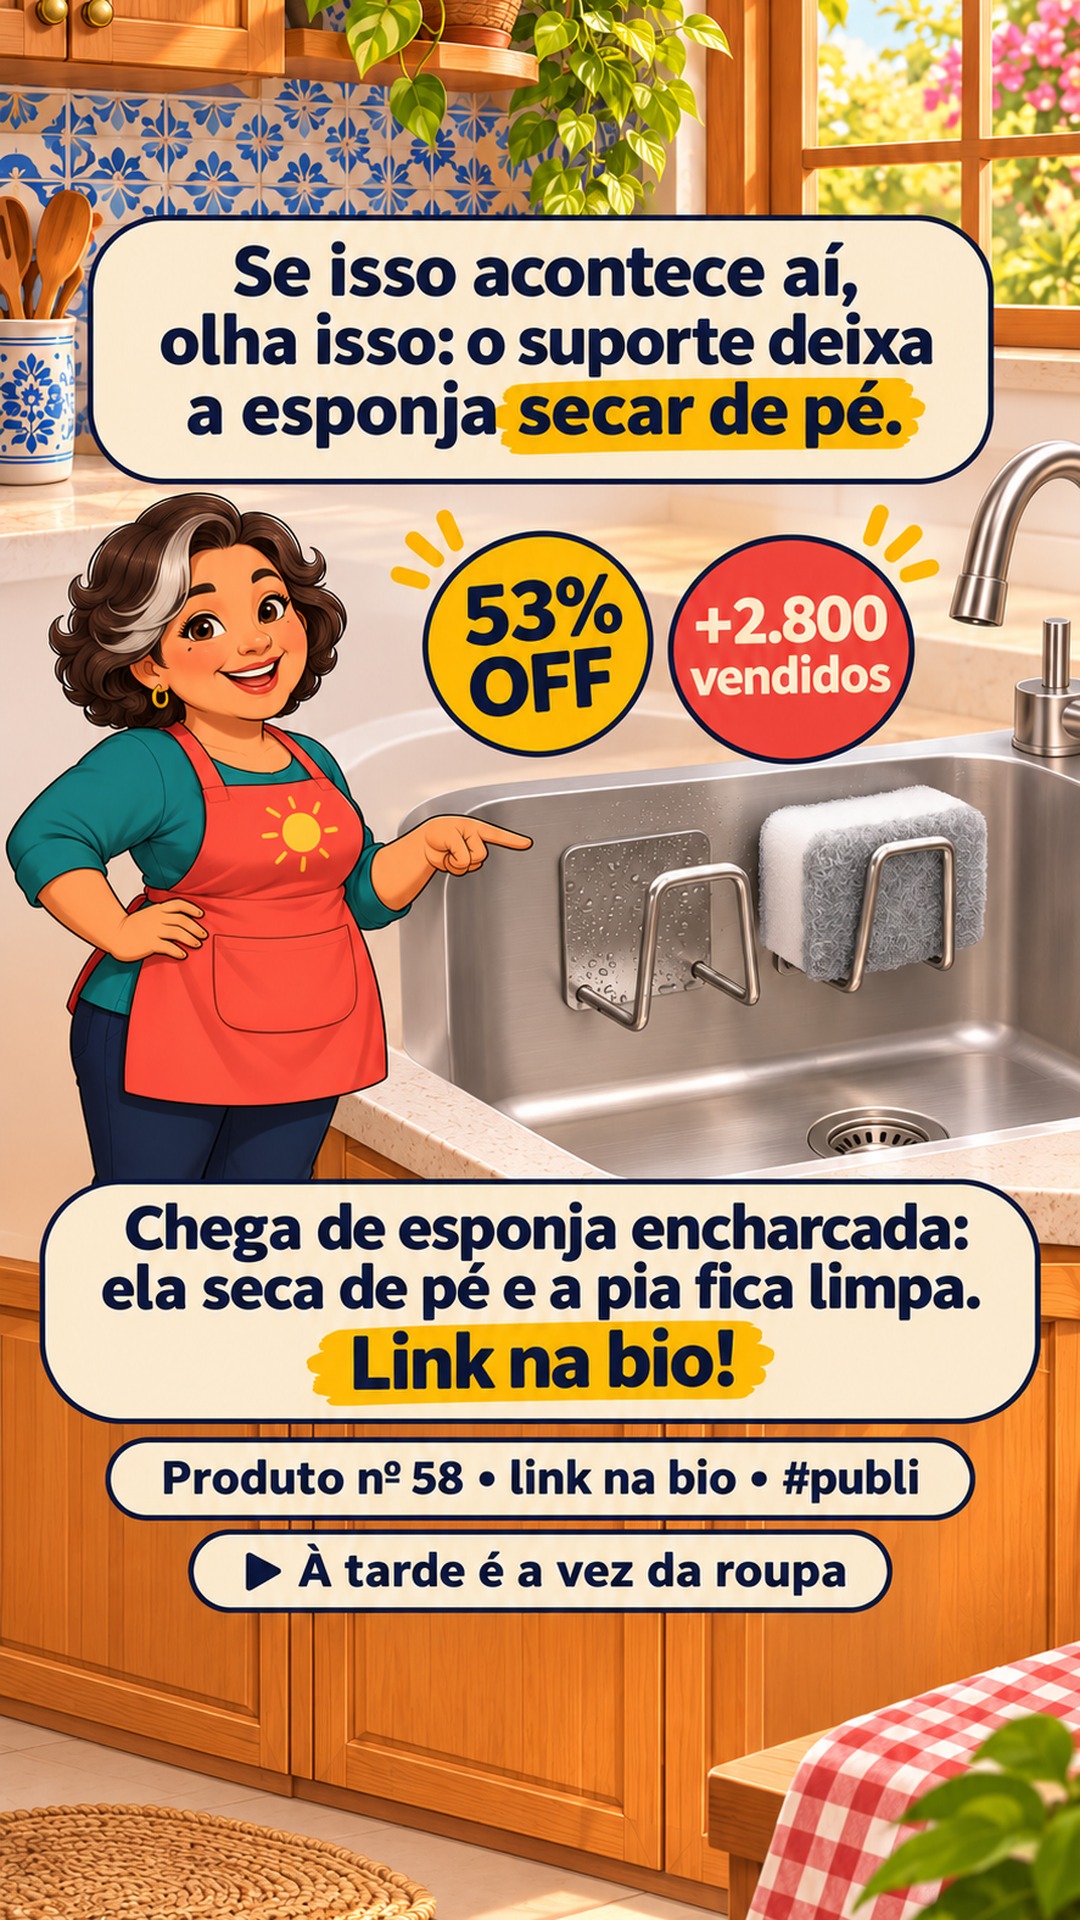 Se isso acontece aí,
olha isso: o suporte deixa
a esponja secar de pé.
53%
OFF
+2.800
vendidos
Chega de esponja encharcada:
ela seca de pé e a pia fica limpa.
Link na bio!
Produto nº 58 • link na bio • #publi
▶ À tarde é a vez da roupa